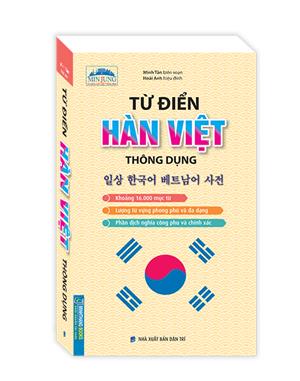 MIN JUNG
Minh Tân biên soạn
Hoài Anh hiệu đính
TỪ ĐIỂN
HÀN VIỆT
THÔNG DỤNG
일상 한국어 베트남어 사전
Khoảng 16.000 mục từ
Lượng từ vựng phong phú và đa dạng
Phần dịch nghĩa công phu và chính xác
NHÀ XUẤT BẢN DÂN TRÍ
TỪ ĐIỂN
HÀN VIỆT
THÔNG DỤNG